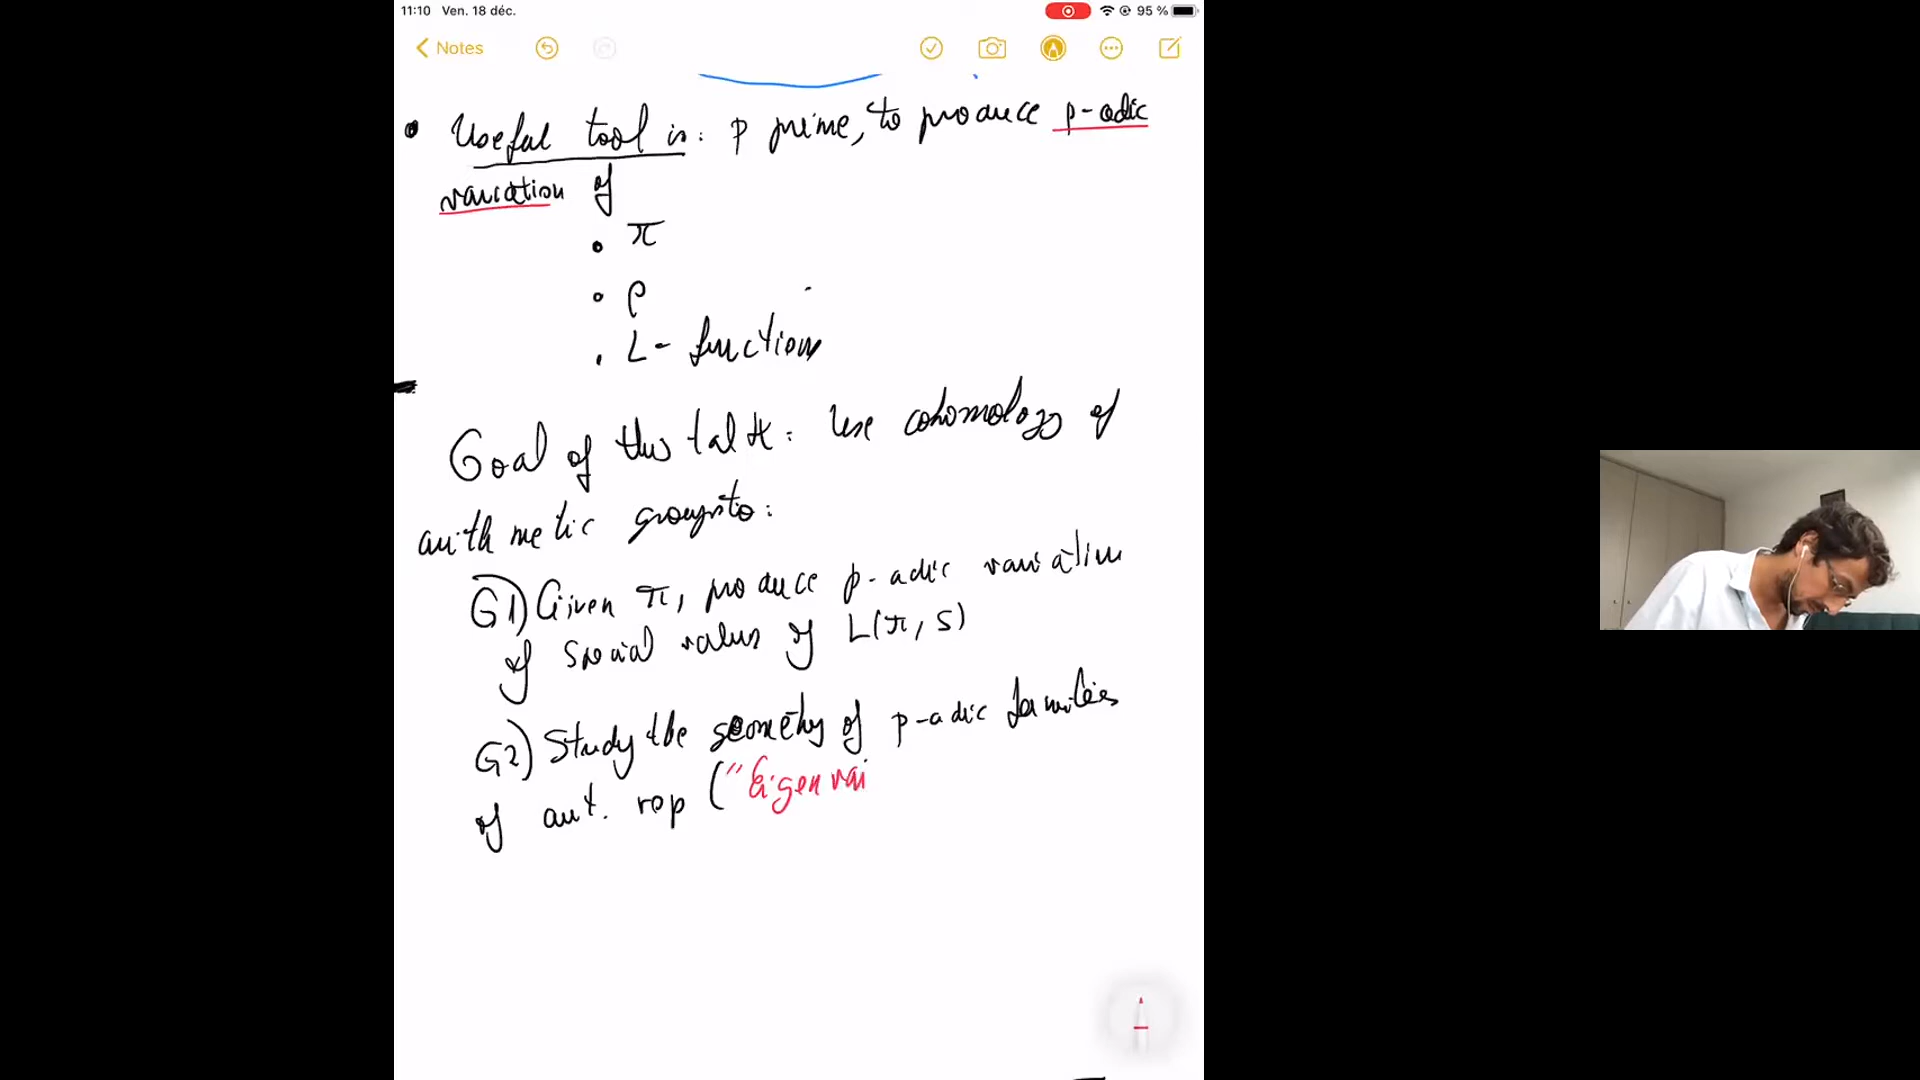 11:10 Ven. 18 déc. 95 %
Notes
• Useful tool is: p prime, to produce p-adic
variation of
• π
• ρ
• L-function
Goal of this talk: Use cohomology of
arithmetic groups to:
G1) Given π, produce p-adic variation
of special values of L(π, s)
G2) Study the geometry of p-adic families
of aut. rep ("Eigenvai